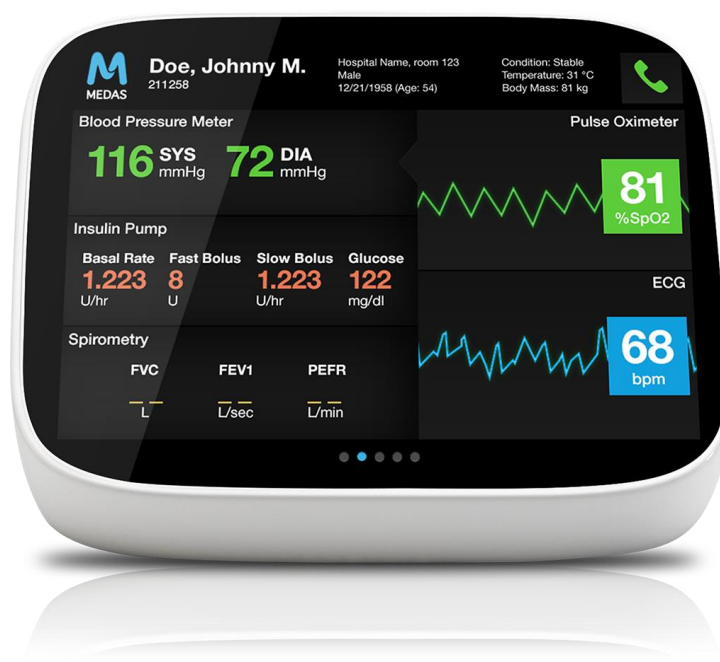 MEDAS
Doe, Johnny M.
211258
Hospital Name, room 123
Male
12/21/1958 (Age: 54)
Condition: Stable
Temperature: 31 °C
Body Mass: 81 kg
Blood Pressure Meter
116 SYS mmHg 72 DIA mmHg
Pulse Oximeter
81
%SpO2
Insulin Pump
Basal Rate Fast Bolus Slow Bolus Glucose
1.223 8 1.223 122
U/hr U U/hr mg/dl
ECG
68
bpm
Spirometry
FVC FEV1 PEFR
__ __ __
L L/sec L/min